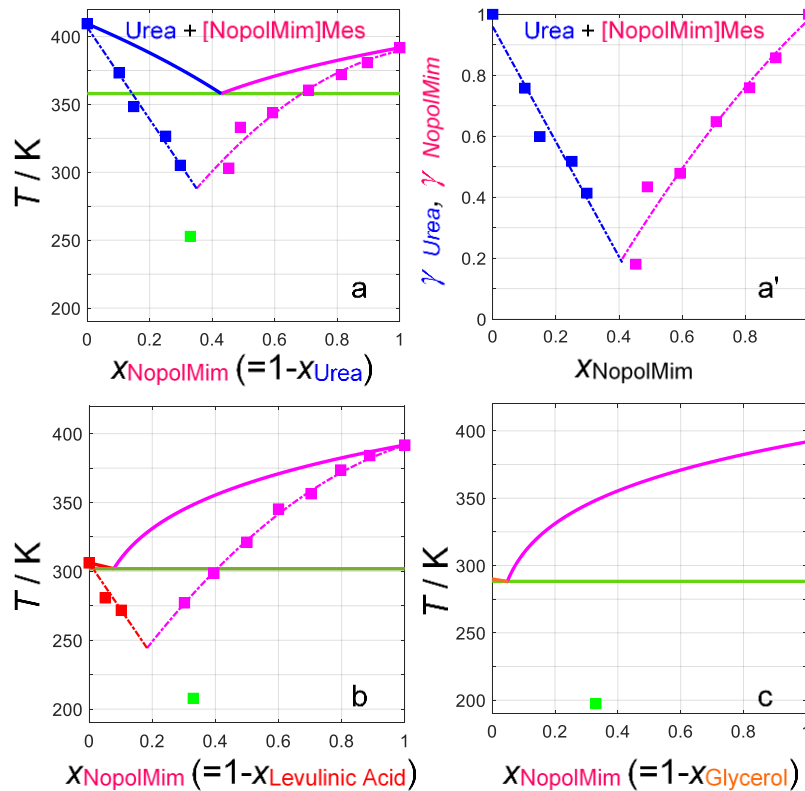 Urea + [NopolMim]Mes
400
350
300
250
200
T / K
a
0 0.2 0.4 0.6 0.8 1
xNopolMim (=1-xUrea)
Urea + [NopolMim]Mes
1
0.8
0.6
0.4
0.2
0
γ Urea, γ NopolMim
a'
0 0.2 0.4 0.6 0.8 1
xNopolMim
400
350
300
250
200
T / K
b
0 0.2 0.4 0.6 0.8 1
xNopolMim (=1-xLevulinic Acid)
400
350
300
250
200
T / K
c
0 0.2 0.4 0.6 0.8 1
xNopolMim (=1-xGlycerol)